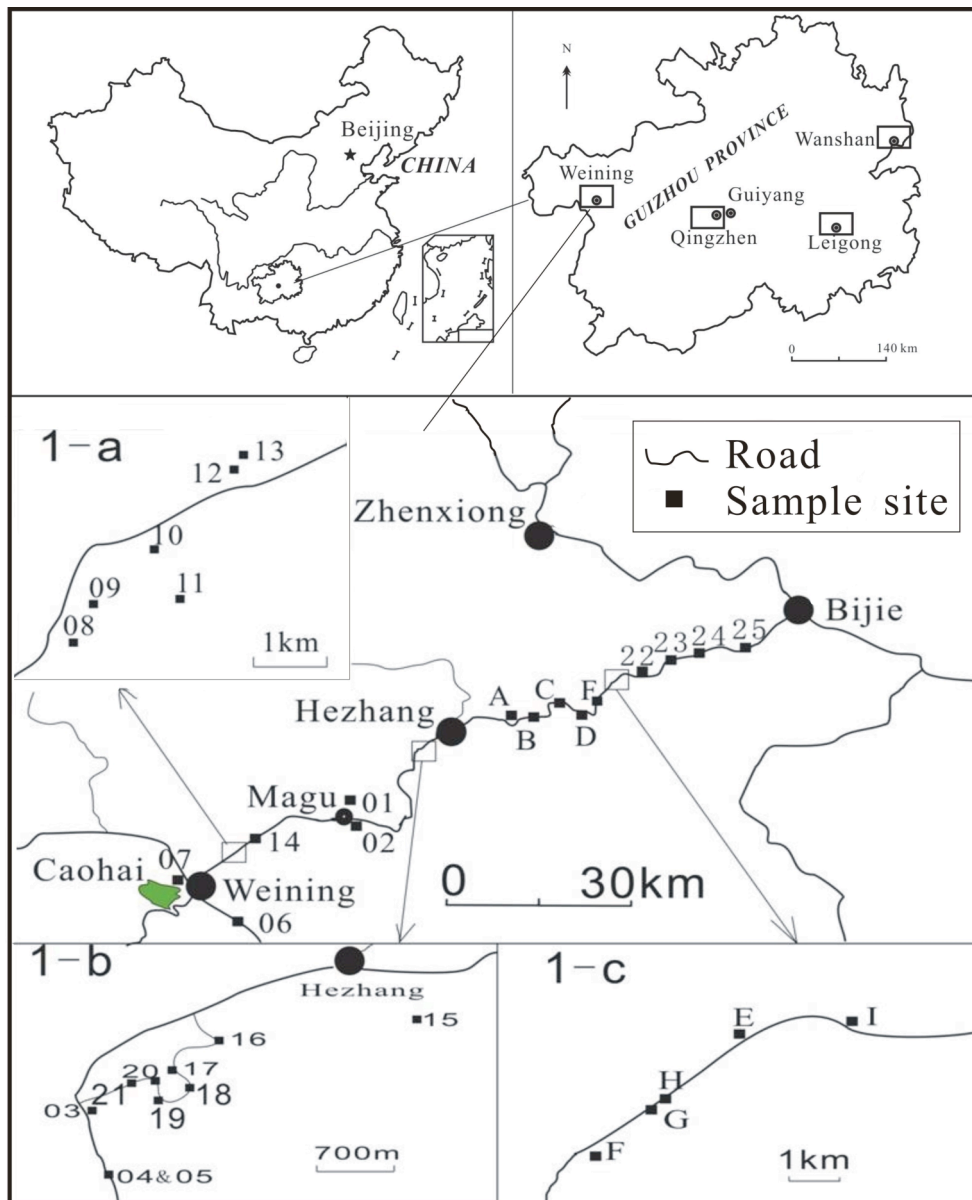 Beijing
CHINA
N
GUIZHOU PROVINCE
Wanshan
Weining
Guiyang
Qingzhen
Leigong
0 140 km
1-a
13
12
10
09
11
08
1km
Road
Sample site
Zhenxiong
Bijie
22 23 24 25
A
C
F
B
D
Hezhang
Magu
01
02
14
07
Caohai
Weining
06
0 30km
1-b
Hezhang
15
16
17
20
18
21
19
03
04&05
700m
1-c
E
I
H
G
F
1km